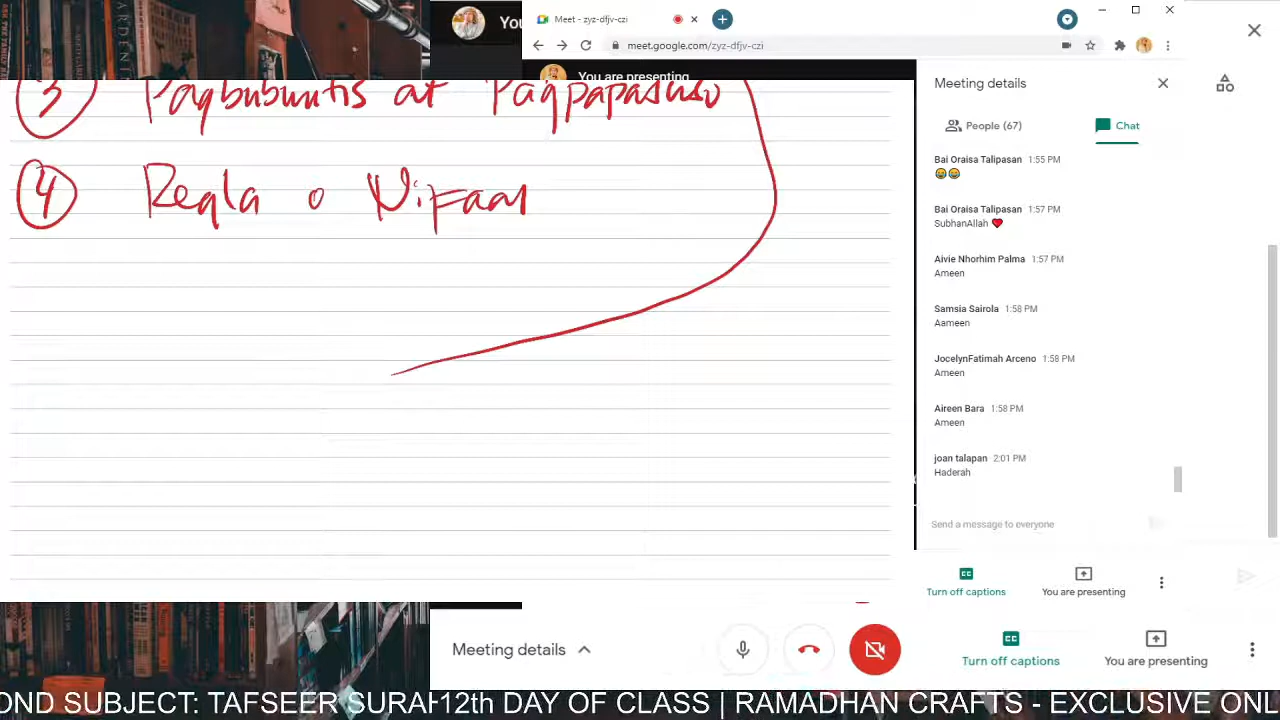 You
Meet - zyz-dfjv-czi
meet.google.com/zyz-dfjv-czi
You are presenting
3 Pagbubuntis at Pagpapasuso
4 Regla o Nifaas
Meeting details
People (67)
Chat
Bai Oraisa Talipasan 1:55 PM
😂😂
Bai Oraisa Talipasan 1:57 PM
SubhanAllah ❤
Aivie Nhorhim Palma 1:57 PM
Ameen
Samsia Sairola 1:58 PM
Aameen
JocelynFatimah Arceno 1:58 PM
Ameen
Aireen Bara 1:58 PM
Ameen
joan talapan 2:01 PM
Haderah
Send a message to everyone
Turn off captions
You are presenting
Meeting details
Turn off captions
You are presenting
OND SUBJECT: TAFSEER SURAH 12th DAY OF CLASS | RAMADHAN CRAFTS - EXCLUSIVE ONL